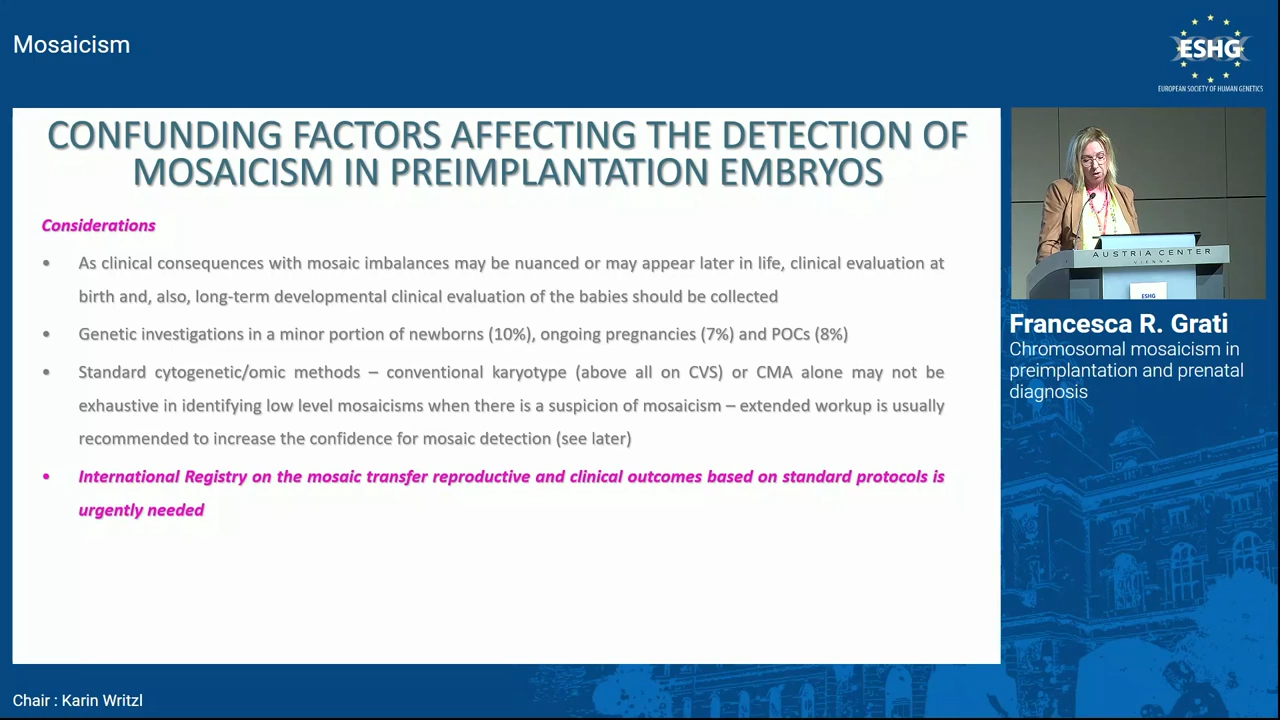 Mosaicism
ESHG
EUROPEAN SOCIETY OF HUMAN GENETICS
CONFUNDING FACTORS AFFECTING THE DETECTION OF
MOSAICISM IN PREIMPLANTATION EMBRYOS
Considerations
• As clinical consequences with mosaic imbalances may be nuanced or may appear later in life, clinical evaluation at
birth and, also, long-term developmental clinical evaluation of the babies should be collected
• Genetic investigations in a minor portion of newborns (10%), ongoing pregnancies (7%) and POCs (8%)
• Standard cytogenetic/omic methods – conventional karyotype (above all on CVS) or CMA alone may not be
exhaustive in identifying low level mosaicisms when there is a suspicion of mosaicism – extended workup is usually
recommended to increase the confidence for mosaic detection (see later)
• International Registry on the mosaic transfer reproductive and clinical outcomes based on standard protocols is
urgently needed
AUSTRIA CENTER
VIENNA
ESHG
Francesca R. Grati
Chromosomal mosaicism in
preimplantation and prenatal
diagnosis
Chair : Karin Writzl